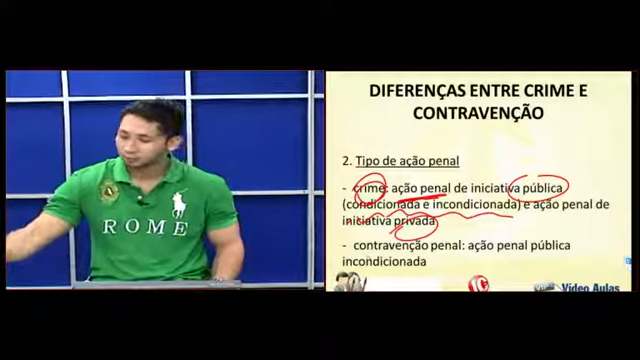 DIFERENÇAS ENTRE CRIME E
CONTRAVENÇÃO
2. Tipo de ação penal
- crime: ação penal de iniciativa pública
(condicionada e incondicionada) e ação penal de
iniciativa privada
- contravenção penal: ação penal pública
incondicionada
ROME
Vídeo Aulas